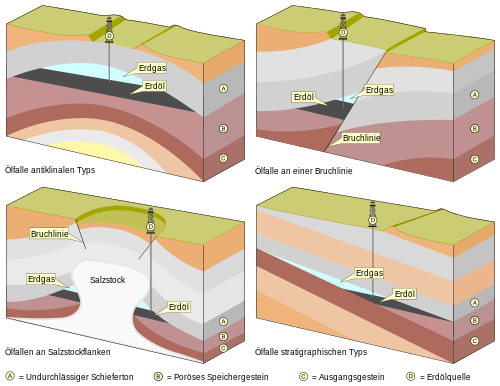 D
Erdgas
Erdöl
A
B
C
Ölfalle antiklinalen Typs
D
Erdgas
Erdöl
Bruchlinie
A
B
C
Ölfalle an einer Bruchlinie
D
Bruchlinie
Erdgas
Salzstock
Erdöl
A
B
C
Ölfallen an Salzstockflanken
D
Erdgas
Erdöl
A
B
C
Ölfalle stratigraphischen Typs
A = Undurchlässiger Schieferton
B = Poröses Speichergestein
C = Ausgangsgestein
D = Erdölquelle